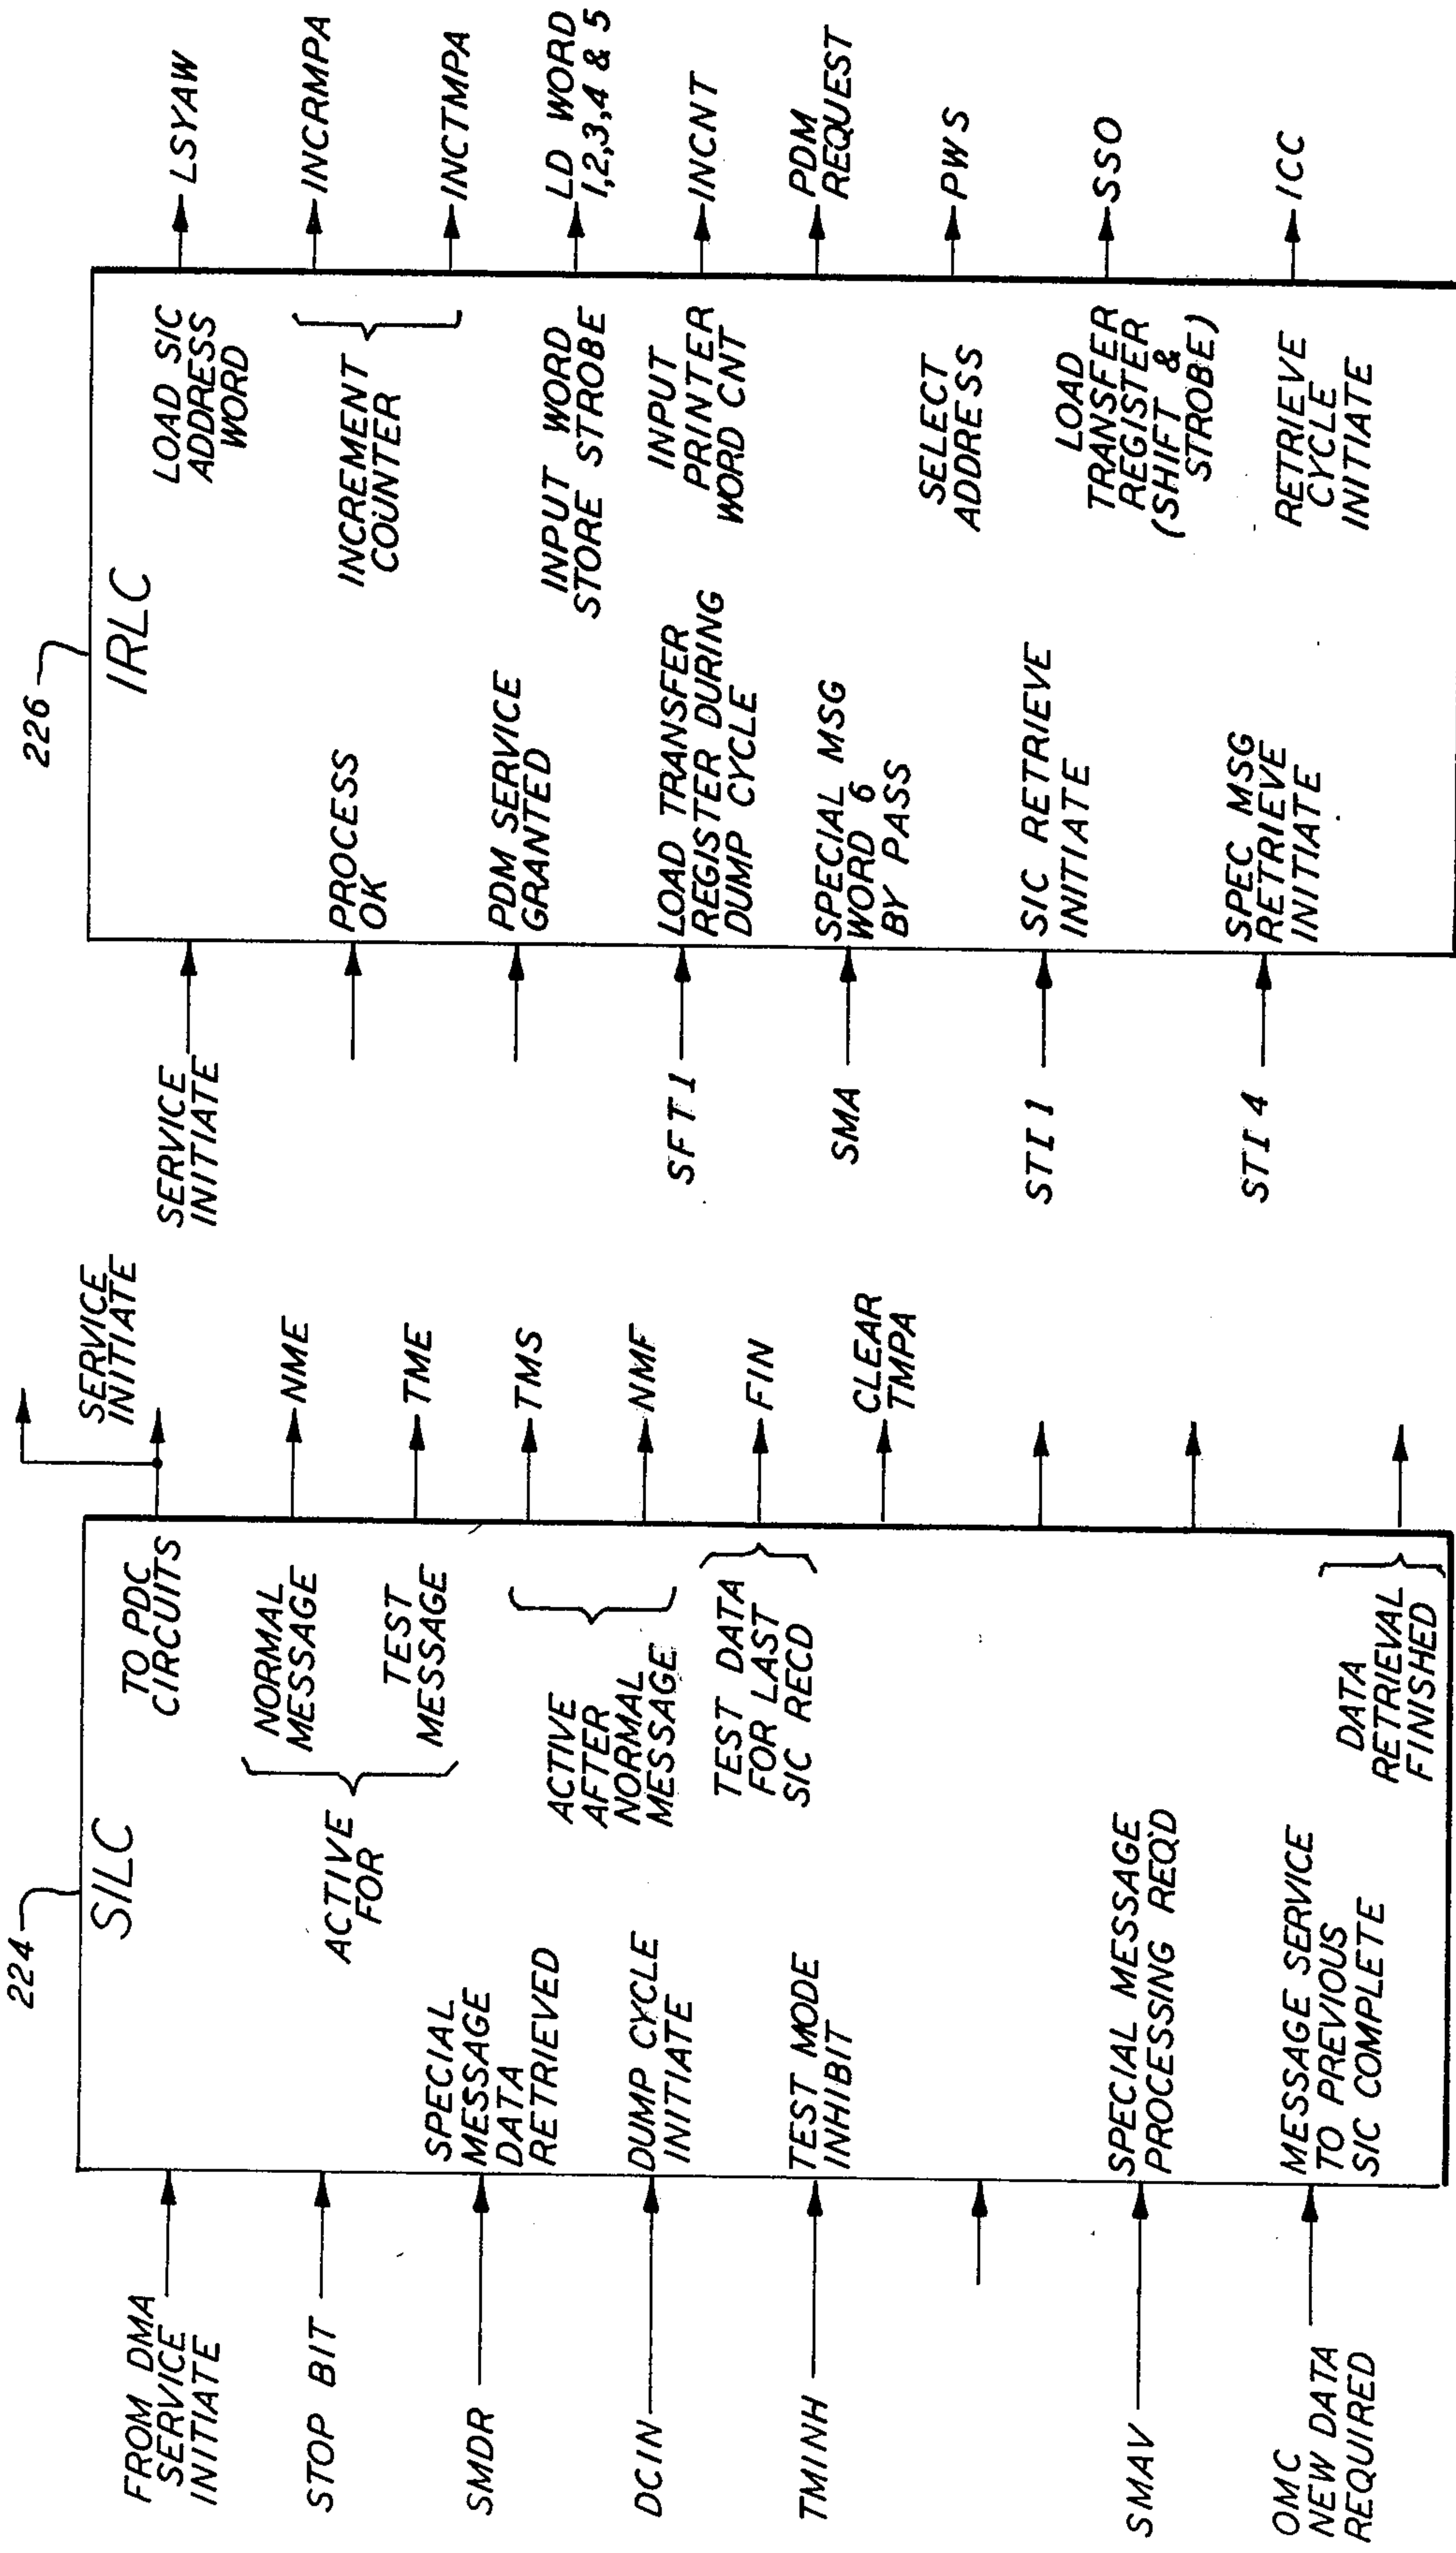 224
SILC
FROM DMA
SERVICE
INITIATE
STOP BIT
SMDR
DCIN
TMINH
SMAV
OMC
NEW DATA
REQUIRED
SPECIAL
MESSAGE
DATA
RETRIEVED
DUMP CYCLE
INITIATE
TEST MODE
INHIBIT
SPECIAL MESSAGE
PROCESSING REQ'D
MESSAGE SERVICE
TO PREVIOUS
SIC COMPLETE
TO PDC
CIRCUITS
ACTIVE
FOR
NORMAL
MESSAGE
TEST
MESSAGE
ACTIVE
AFTER
NORMAL
MESSAGE
TEST DATA
FOR LAST
SIC RECD
DATA
RETRIEVAL
FINISHED
SERVICE
INITIATE
NME
TME
TMS
NMF
FIN
CLEAR
TMPA
226
IRLC
SERVICE
INITIATE
SFT1
SMA
STI1
STI4
PROCESS
OK
PDM SERVICE
GRANTED
LOAD TRANSFER
REGISTER DURING
DUMP CYCLE
SPECIAL MSG
WORD 6
BY PASS
SIC RETRIEVE
INITIATE
SPEC MSG
RETRIEVE
INITIATE
LOAD SIC
ADDRESS
WORD
INCREMENT
COUNTER
INPUT WORD
STORE STROBE
INPUT
PRINTER
WORD CNT
SELECT
ADDRESS
LOAD
TRANSFER
REGISTER
(SHIFT &
STROBE)
RETRIEVE
CYCLE
INITIATE
LSYAW
INCRMPA
INCTMPA
LD WORD
1,2,3,4 & 5
INCNT
PDM
REQUEST
PWS
SSO
ICC